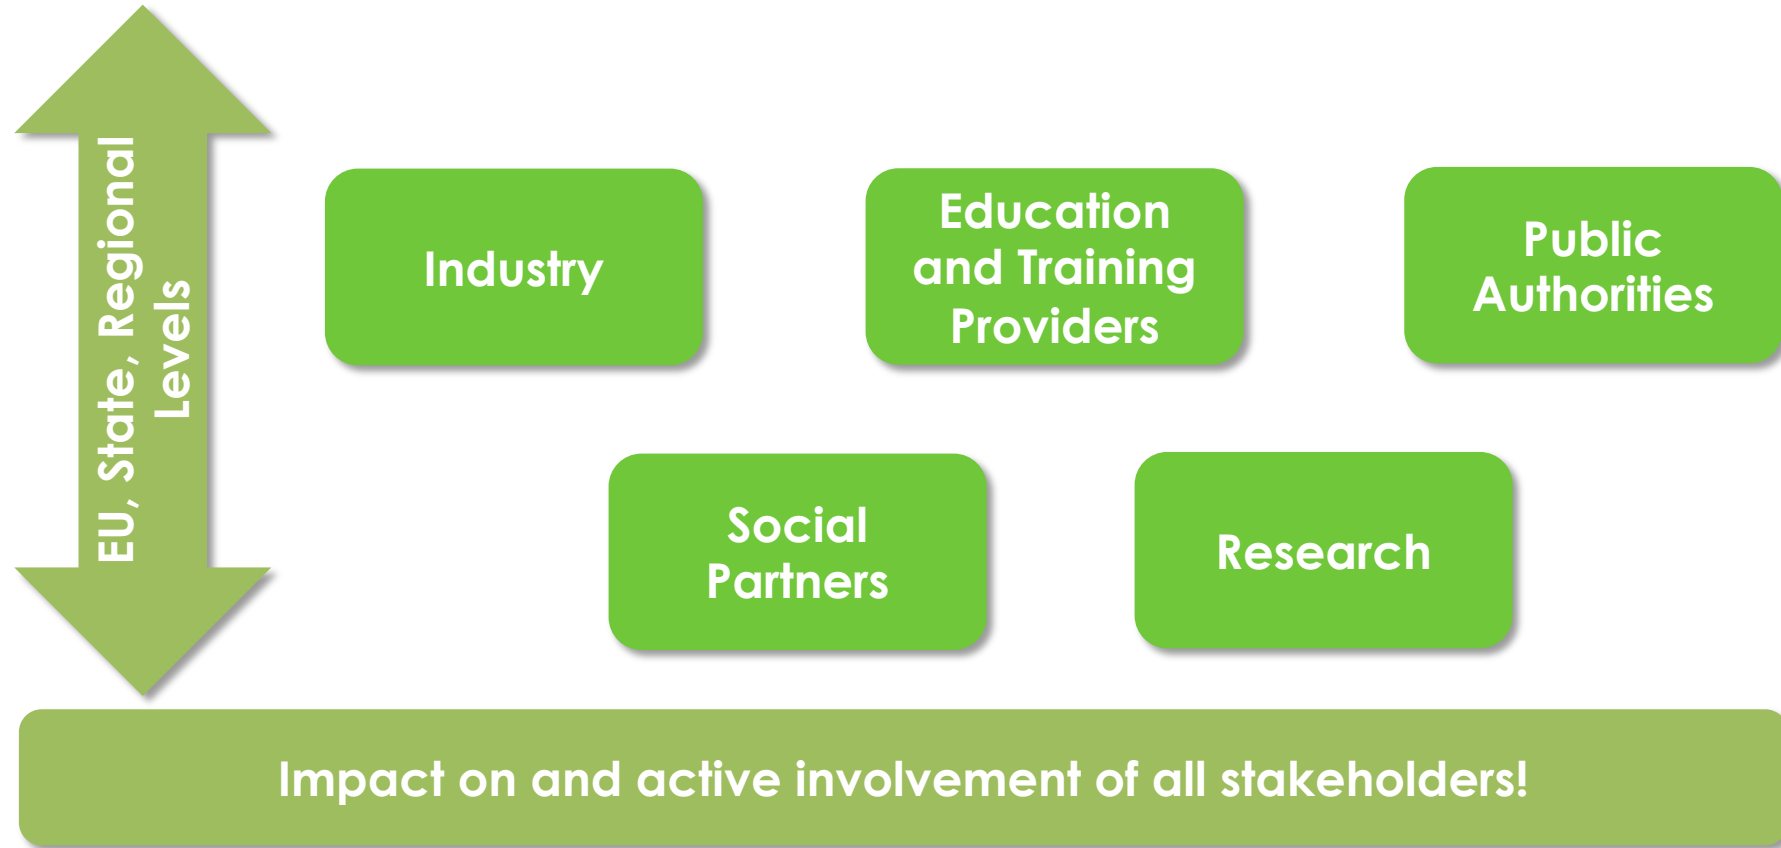 EU, State, Regional
Levels
Industry
Education
and Training
Providers
Public
Authorities
Social
Partners
Research
Impact on and active involvement of all stakeholders!